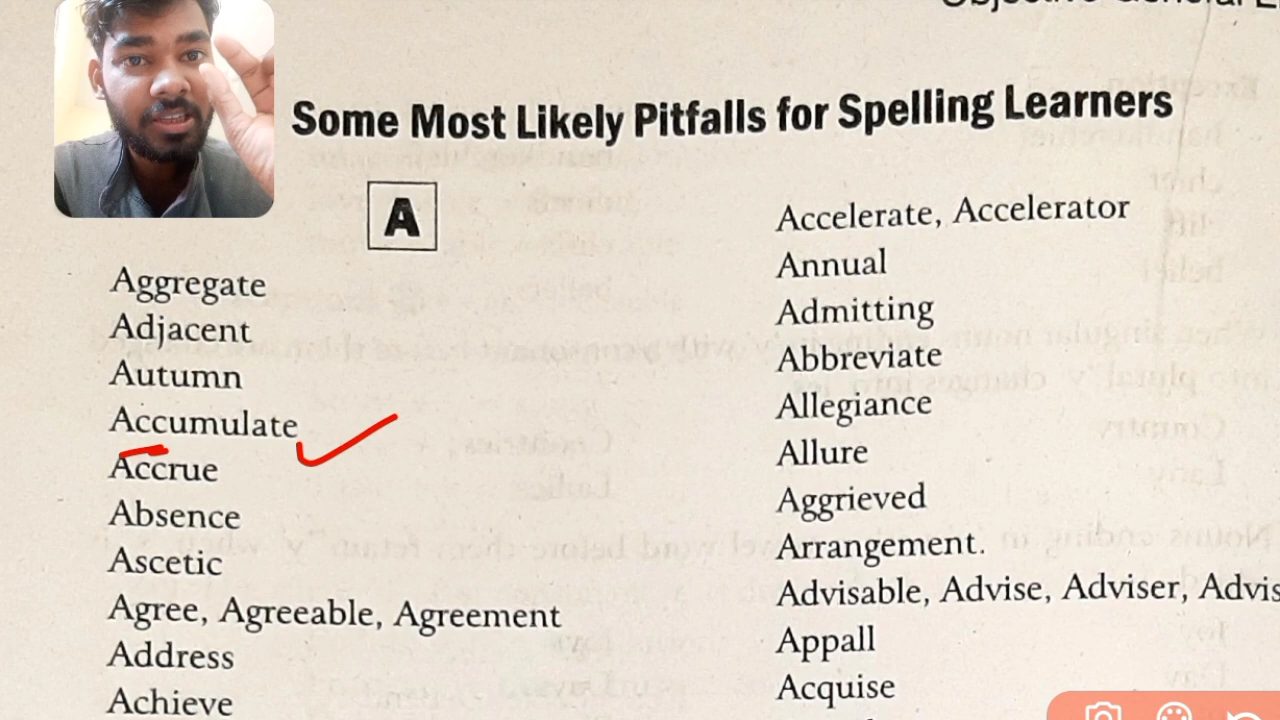 Some Most Likely Pitfalls for Spelling Learners
A
Aggregate
Adjacent
Autumn
Accumulate
Accrue
Absence
Ascetic
Agree, Agreeable, Agreement
Address
Achieve
Accelerate, Accelerator
Annual
Admitting
Abbreviate
Allegiance
Allure
Aggrieved
Arrangement.
Advisable, Advise, Adviser, Advis
Appall
Acquise